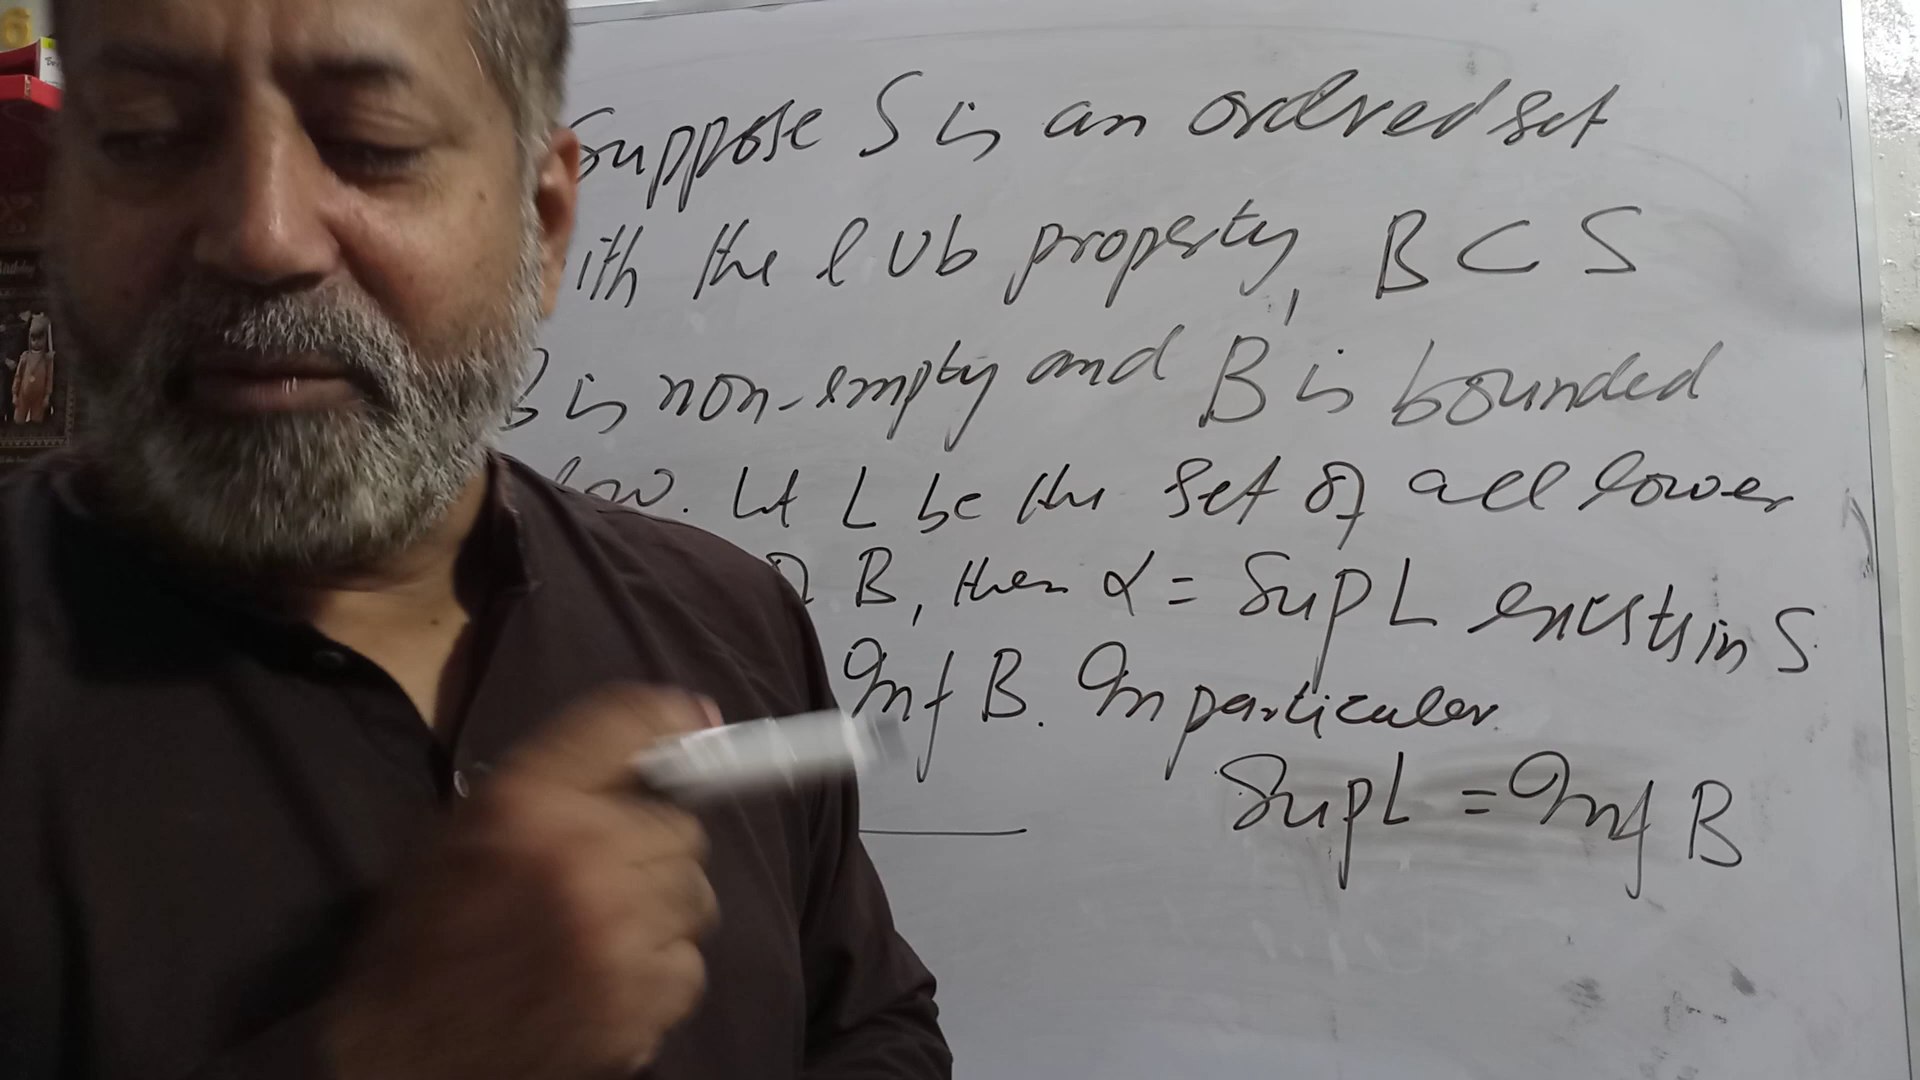 Suppose S is an ordered set
ith the lub property, B ⊂ S
B is non-empty and B is bounded
low. Let L be the set of all lower
B, then α = Sup L exists in S
Inf B. In particular
Sup L = Inf B